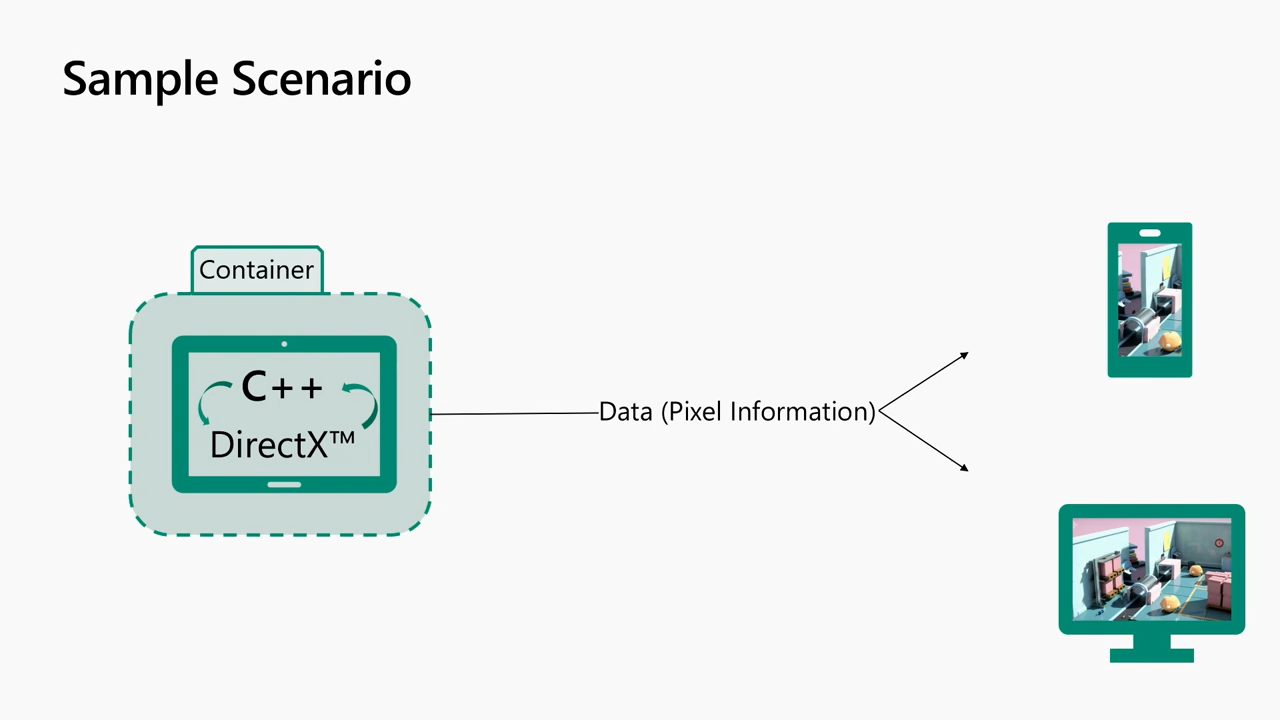 Sample Scenario
Container
C++
DirectX™
Data (Pixel Information)